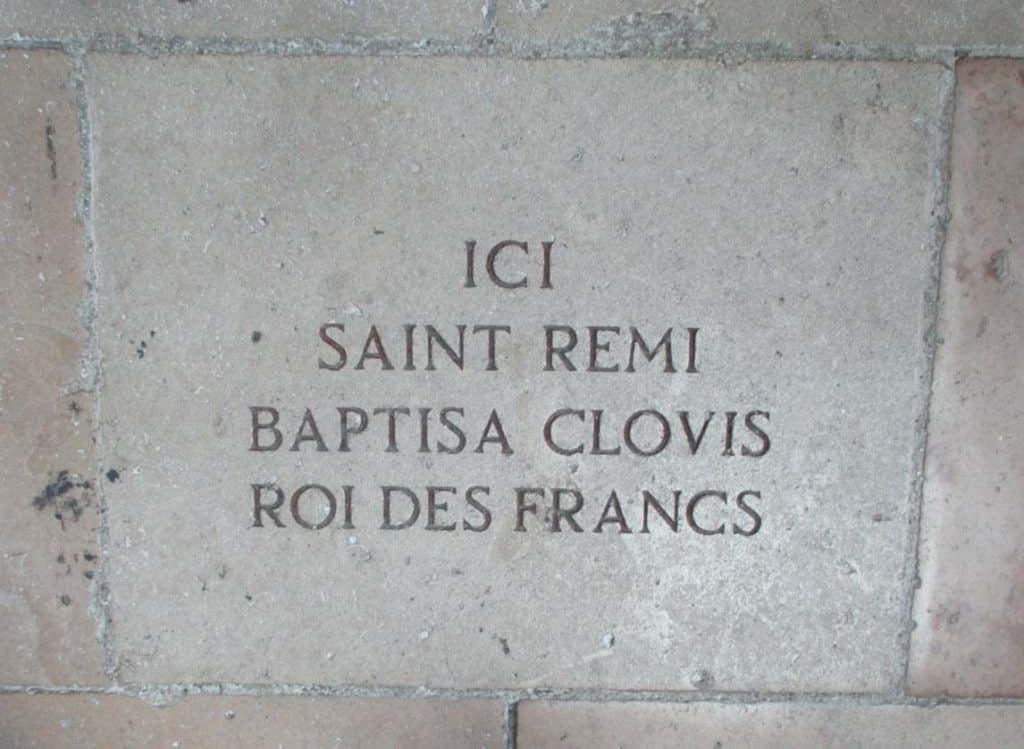 ICI
SAINT REMI
BAPTISA CLOVIS
ROI DES FRANCS